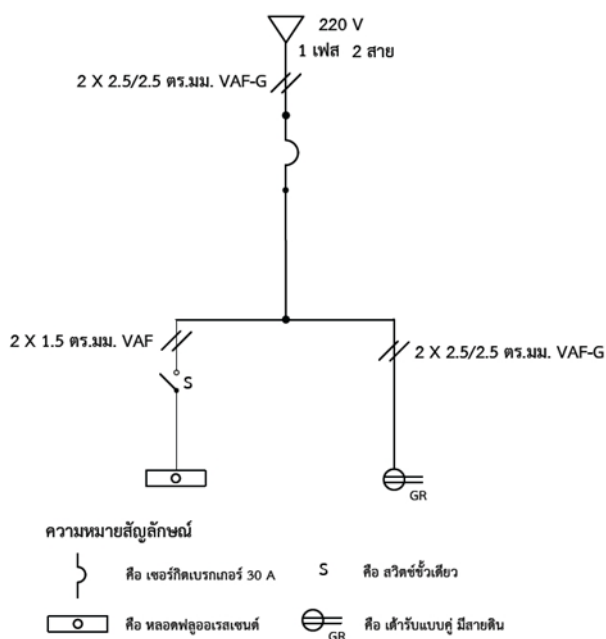 220 V
1 เฟส 2 สาย
2 X 2.5/2.5 ตร.มม. VAF-G
2 X 1.5 ตร.มม. VAF
2 X 2.5/2.5 ตร.มม. VAF-G
S
GR
ความหมายสัญลักษณ์
คือ เซอร์กิตเบรกเกอร์ 30 A
S คือ สวิตช์ขั้วเดียว
คือ หลอดฟลูออเรสเซนต์
GR คือ เต้ารับแบบคู่ มีสายดิน